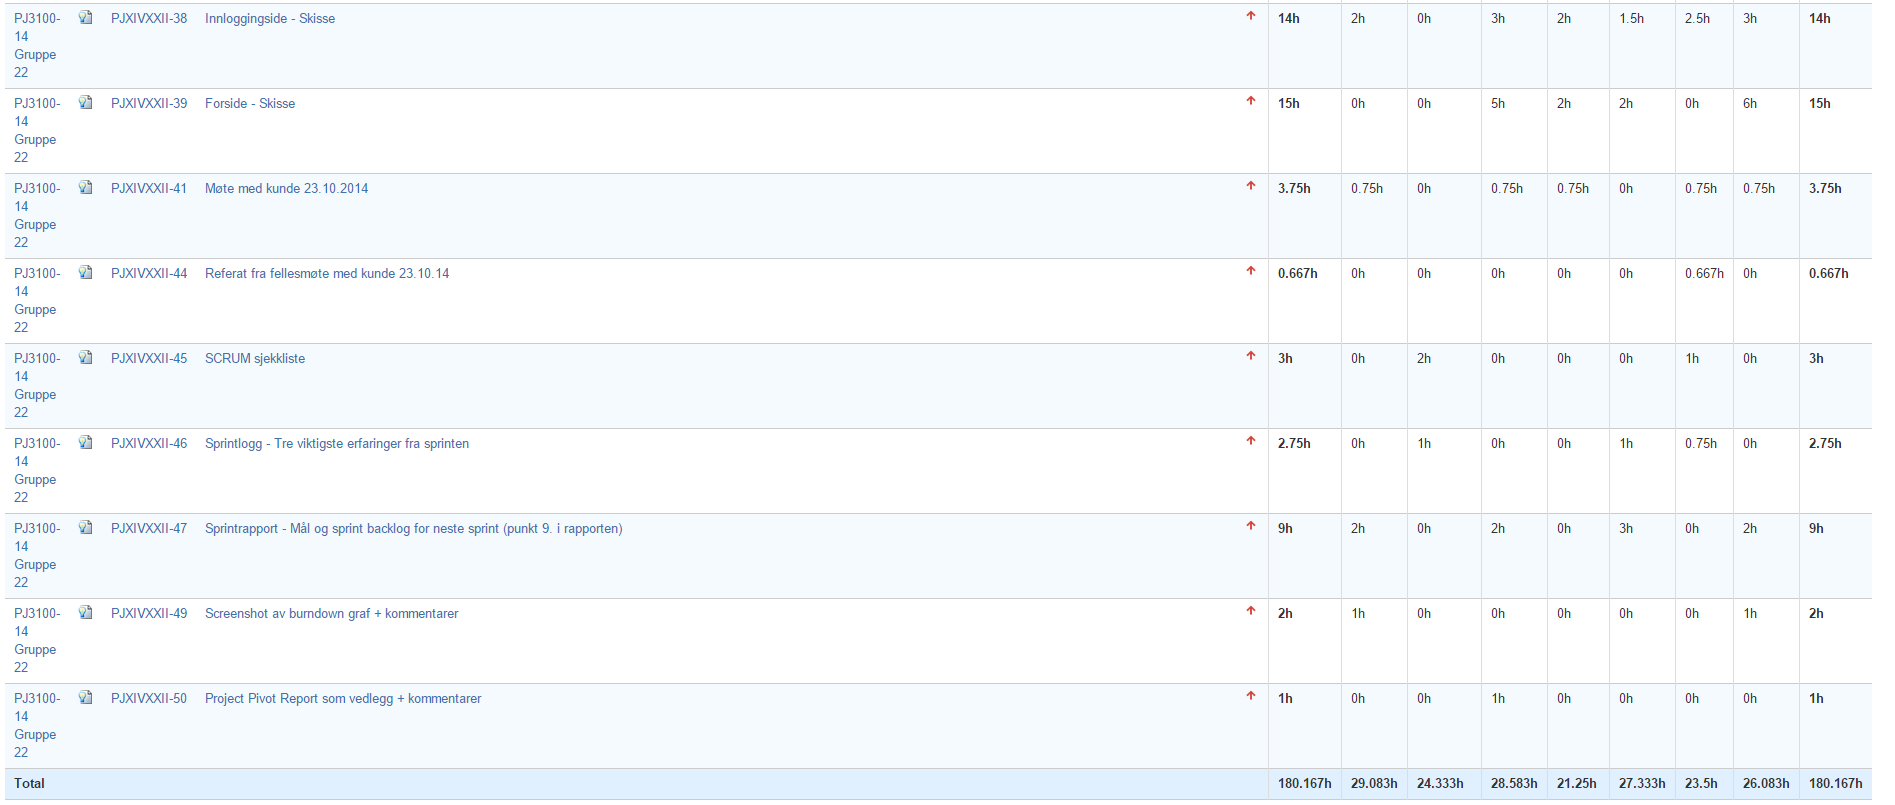 PJ3100- PJXIVXXII-38 Innloggingside - Skisse 14h 2h 0h 3h 2h 1.5h 2.5h 3h 14h
14
Gruppe
22
PJ3100- PJXIVXXII-39 Forside - Skisse 15h 0h 0h 5h 2h 2h 0h 6h 15h
14
Gruppe
22
PJ3100- PJXIVXXII-41 Møte med kunde 23.10.2014 3.75h 0.75h 0h 0.75h 0.75h 0h 0.75h 0.75h 3.75h
14
Gruppe
22
PJ3100- PJXIVXXII-44 Referat fra fellesmøte med kunde 23.10.14 0.667h 0h 0h 0h 0h 0h 0.667h 0h 0.667h
14
Gruppe
22
PJ3100- PJXIVXXII-45 SCRUM sjekkliste 3h 0h 2h 0h 0h 0h 1h 0h 3h
14
Gruppe
22
PJ3100- PJXIVXXII-46 Sprintlogg - Tre viktigste erfaringer fra sprinten 2.75h 0h 1h 0h 0h 1h 0.75h 0h 2.75h
14
Gruppe
22
PJ3100- PJXIVXXII-47 Sprintrapport - Mål og sprint backlog for neste sprint (punkt 9. i rapporten) 9h 2h 0h 2h 0h 3h 0h 2h 9h
14
Gruppe
22
PJ3100- PJXIVXXII-49 Screenshot av burndown graf + kommentarer 2h 1h 0h 0h 0h 0h 0h 1h 2h
14
Gruppe
22
PJ3100- PJXIVXXII-50 Project Pivot Report som vedlegg + kommentarer 1h 0h 0h 1h 0h 0h 0h 0h 1h
14
Gruppe
22
Total 180.167h 29.083h 24.333h 28.583h 21.25h 27.333h 23.5h 26.083h 180.167h